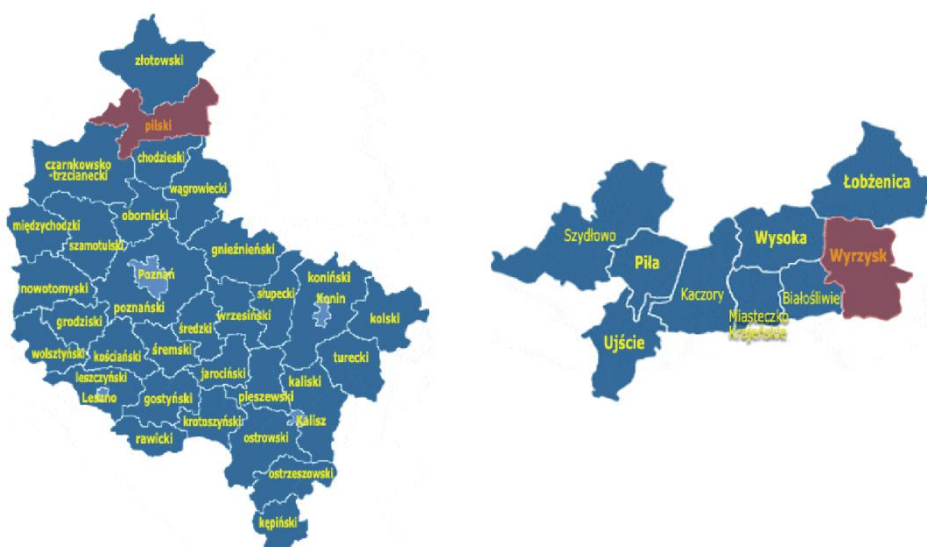 złotowski
pilski
chodzieski
czarnkowsko
-trzcianecki
wągrowiecki
obornicki
międzychodzki
szamotulski
gnieźnieński
Poznań
koniński
słupecki
nowotomyski
Konin
poznański
wrzesiński
kolski
grodziski
średzki
wolsztyński
kościański
śremski
turecki
leszczyński
jarociński
kaliski
Leszno
gostyński
pleszewski
krotoszyński
Kalisz
rawicki
ostrowski
ostrzeszowski
kępiński
Łobżenica
Szydłowo
Wysoka
Wyrzysk
Piła
Kaczory
Białośliwie
Miasteczko
Krajeńskie
Ujście